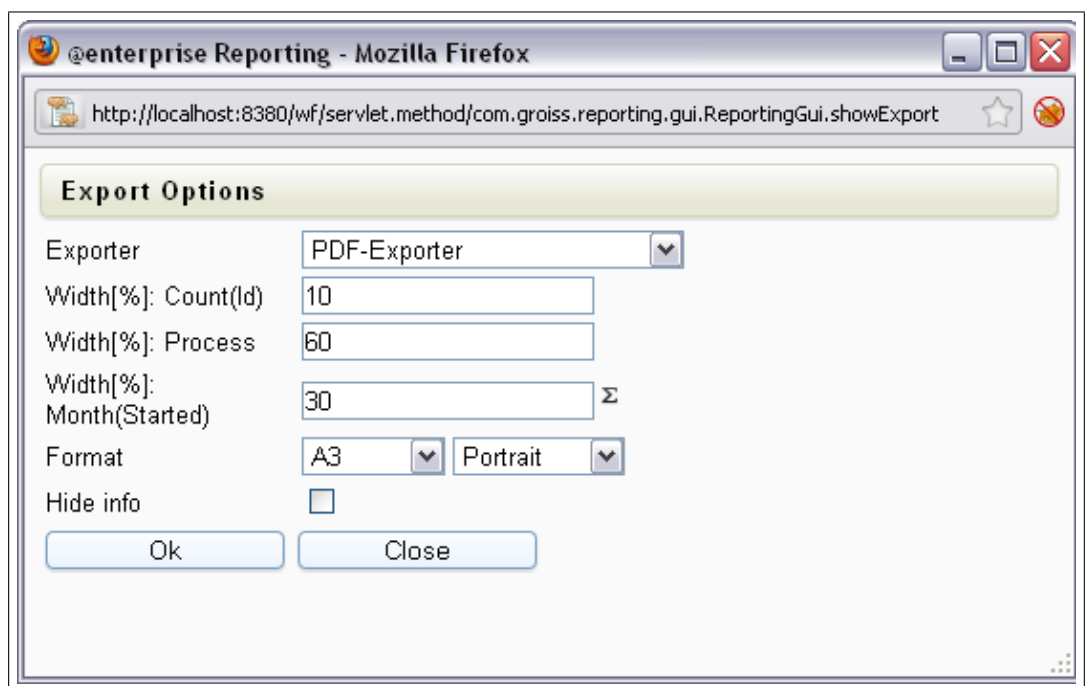 @enterprise Reporting - Mozilla Firefox
http://localhost:8380/wf/servlet.method/com.groiss.reporting.gui.ReportingGui.showExport
Export Options
Exporter PDF-Exporter
Width[%]: Count(Id) 10
Width[%]: Process 60
Width[%]:
Month(Started) 30 Σ
Format A3 Portrait
Hide info
Ok Close